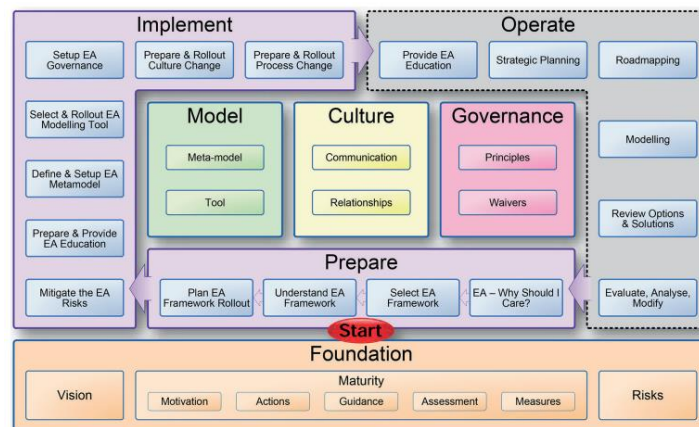 Implement
Setup EA
Governance
Prepare & Rollout
Culture Change
Prepare & Rollout
Process Change
Select & Rollout EA
Modelling Tool
Define & Setup EA
Metamodel
Prepare & Provide
EA Education
Mitigate the EA
Risks
Operate
Provide EA
Education
Strategic Planning
Roadmapping
Modelling
Review Options
& Solutions
Evaluate, Analyse,
Modify
Model
Meta-model
Tool
Culture
Communication
Relationships
Governance
Principles
Waivers
Prepare
Plan EA
Framework Rollout
Understand EA
Framework
Select EA
Framework
EA – Why Should I
Care?
Start
Foundation
Vision
Maturity
Motivation
Actions
Guidance
Assessment
Measures
Risks